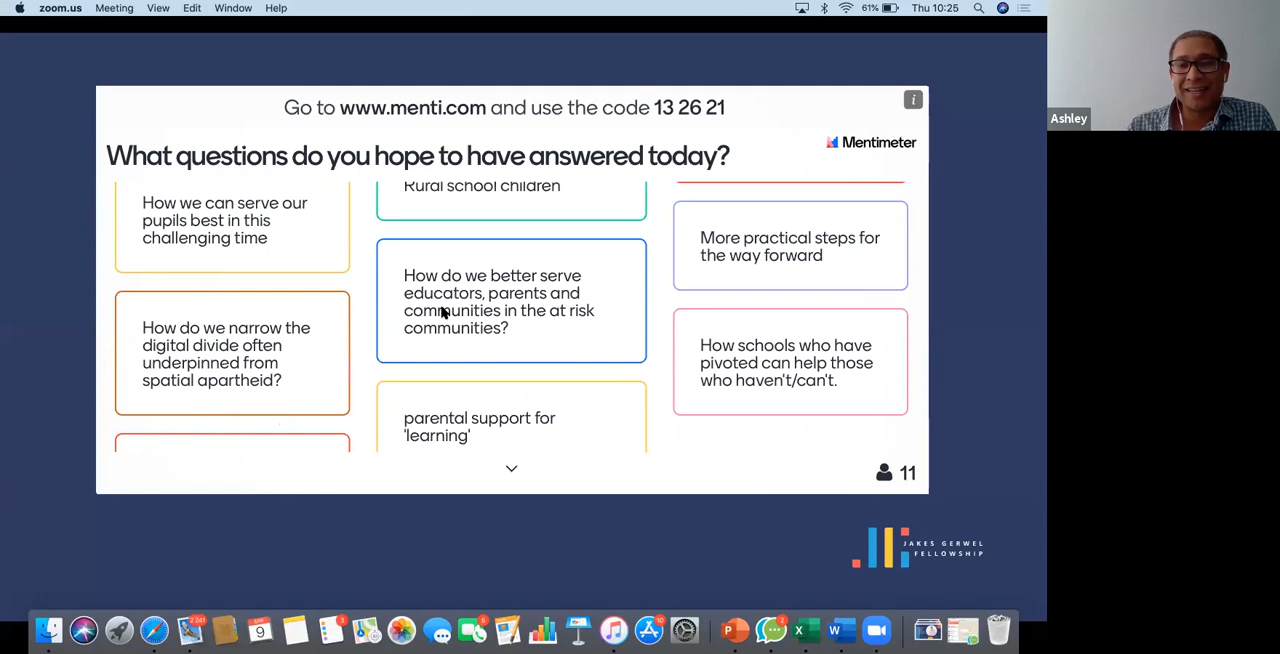 zoom.us Meeting View Edit Window Help 61% Thu 10:25
Ashley
Go to www.menti.com and use the code 13 26 21
i
Mentimeter
What questions do you hope to have answered today?
How we can serve our
pupils best in this
challenging time
How do we narrow the
digital divide often
underpinned from
spatial apartheid?
Rural school children
How do we better serve
educators, parents and
communities in the at risk
communities?
parental support for
'learning'
More practical steps for
the way forward
How schools who have
pivoted can help those
who haven't/can't.
11
JAKES GERWEL
FELLOWSHIP
9